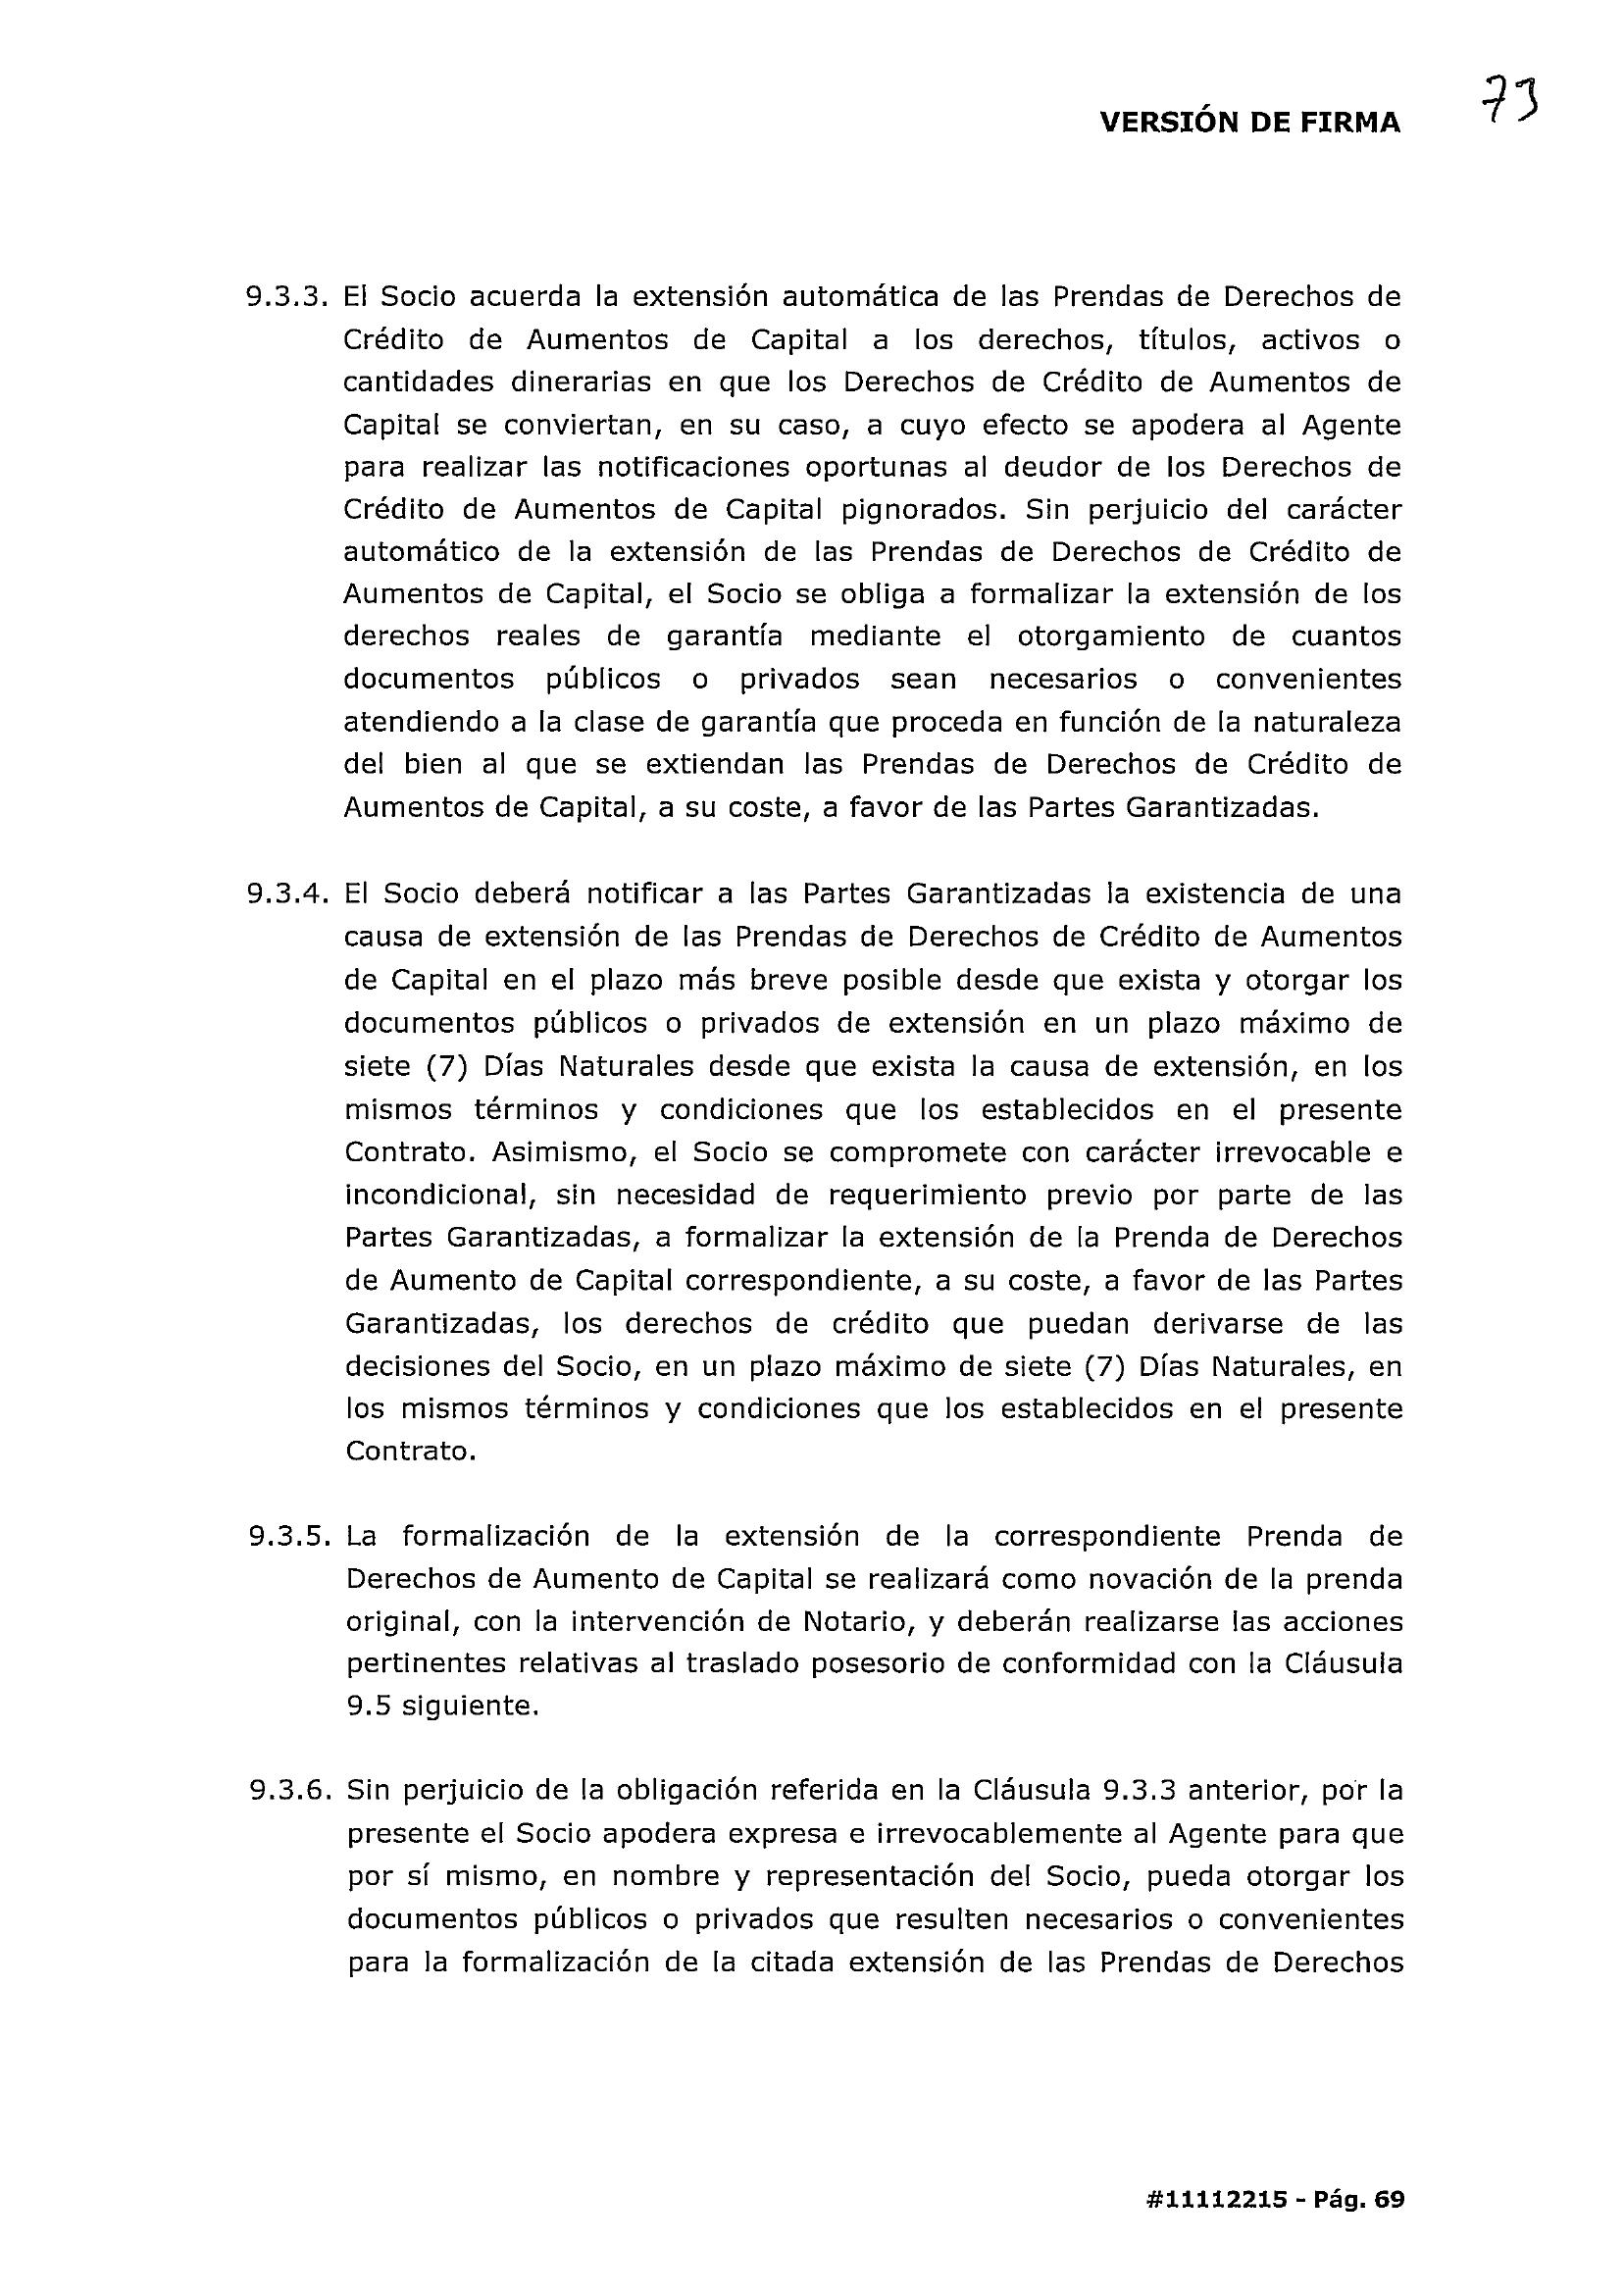 73
VERSIÓN DE FIRMA
9.3.3. El Socio acuerda la extensión automática de las Prendas de Derechos de
Crédito de Aumentos de Capital a los derechos, títulos, activos o
cantidades dinerarias en que los Derechos de Crédito de Aumentos de
Capital se conviertan, en su caso, a cuyo efecto se apodera al Agente
para realizar las notificaciones oportunas al deudor de los Derechos de
Crédito de Aumentos de Capital pignorados. Sin perjuicio del carácter
automático de la extensión de las Prendas de Derechos de Crédito de
Aumentos de Capital, el Socio se obliga a formalizar la extensión de los
derechos reales de garantía mediante el otorgamiento de cuantos
documentos públicos o privados sean necesarios o convenientes
atendiendo a la clase de garantía que proceda en función de la naturaleza
del bien al que se extiendan las Prendas de Derechos de Crédito de
Aumentos de Capital, a su coste, a favor de las Partes Garantizadas.
9.3.4. El Socio deberá notificar a las Partes Garantizadas la existencia de una
causa de extensión de las Prendas de Derechos de Crédito de Aumentos
de Capital en el plazo más breve posible desde que exista y otorgar los
documentos públicos o privados de extensión en un plazo máximo de
siete (7) Días Naturales desde que exista la causa de extensión, en los
mismos términos y condiciones que los establecidos en el presente
Contrato. Asimismo, el Socio se compromete con carácter irrevocable e
incondicional, sin necesidad de requerimiento previo por parte de las
Partes Garantizadas, a formalizar la extensión de la Prenda de Derechos
de Aumento de Capital correspondiente, a su coste, a favor de las Partes
Garantizadas, los derechos de crédito que puedan derivarse de las
decisiones del Socio, en un plazo máximo de siete (7) Días Naturales, en
los mismos términos y condiciones que los establecidos en el presente
Contrato.
9.3.5. La formalización de la extensión de la correspondiente Prenda de
Derechos de Aumento de Capital se realizará como novación de la prenda
original, con la intervención de Notario, y deberán realizarse las acciones
pertinentes relativas al traslado posesorio de conformidad con la Cláusula
9.5 siguiente.
9.3.6. Sin perjuicio de la obligación referida en la Cláusula 9.3.3 anterior, por la
presente el Socio apodera expresa e irrevocablemente al Agente para que
por sí mismo, en nombre y representación del Socio, pueda otorgar los
documentos públicos o privados que resulten necesarios o convenientes
para la formalización de la citada extensión de las Prendas de Derechos
#11112215 - Pág. 69